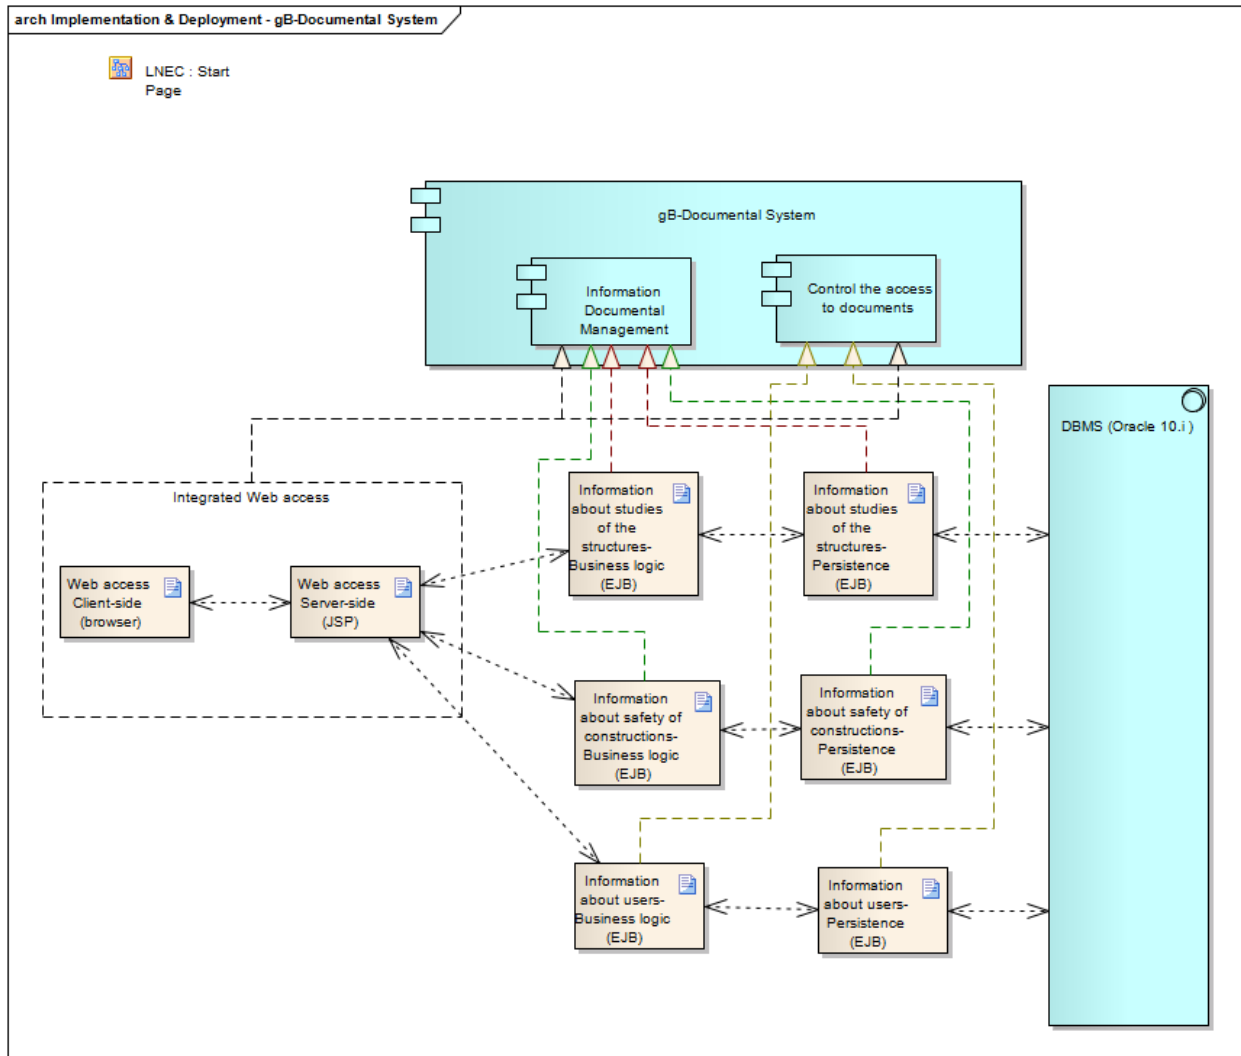 arch Implementation & Deployment - gB-Documental System
LNEC : Start
Page
gB-Documental System
Information
Documental
Management
Control the access
to documents
DBMS (Oracle 10.i )
Integrated Web access
Web access
Client-side
(browser)
Web access
Server-side
(JSP)
Information
about studies
of the
structures-
Business logic
(EJB)
Information
about studies
of the
structures-
Persistence
(EJB)
Information
about safety of
constructions-
Business logic
(EJB)
Information
about safety of
constructions-
Persistence
(EJB)
Information
about users-
Business logic
(EJB)
Information
about users-
Persistence
(EJB)